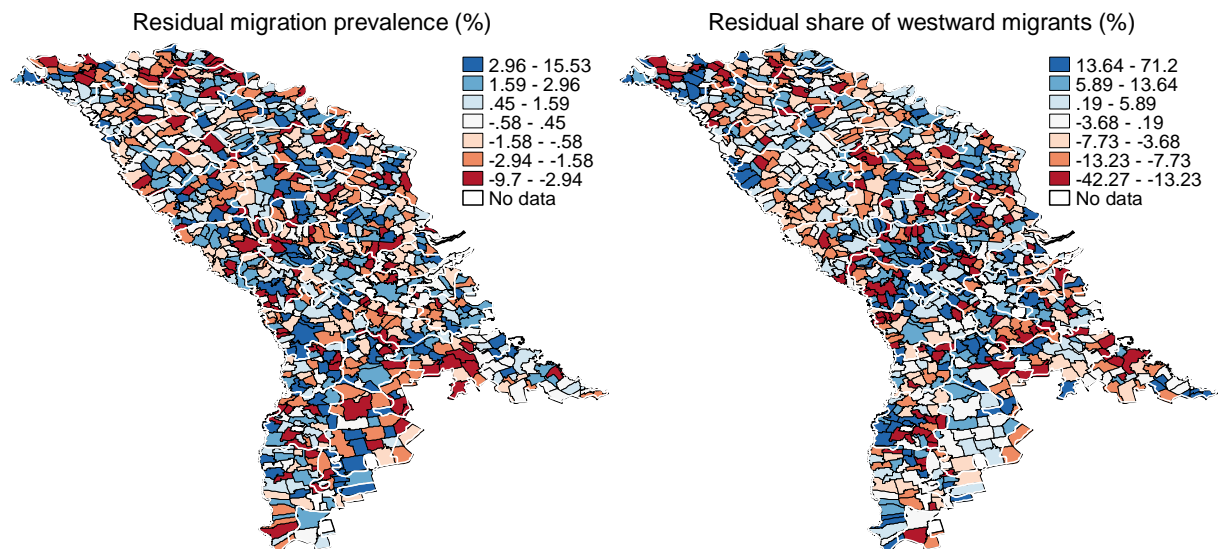 Residual migration prevalence (%)
2.96 - 15.53
1.59 - 2.96
.45 - 1.59
-.58 - .45
-1.58 - -.58
-2.94 - -1.58
-9.7 - -2.94
No data
Residual share of westward migrants (%)
13.64 - 71.2
5.89 - 13.64
.19 - 5.89
-3.68 - .19
-7.73 - -3.68
-13.23 - -7.73
-42.27 - -13.23
No data